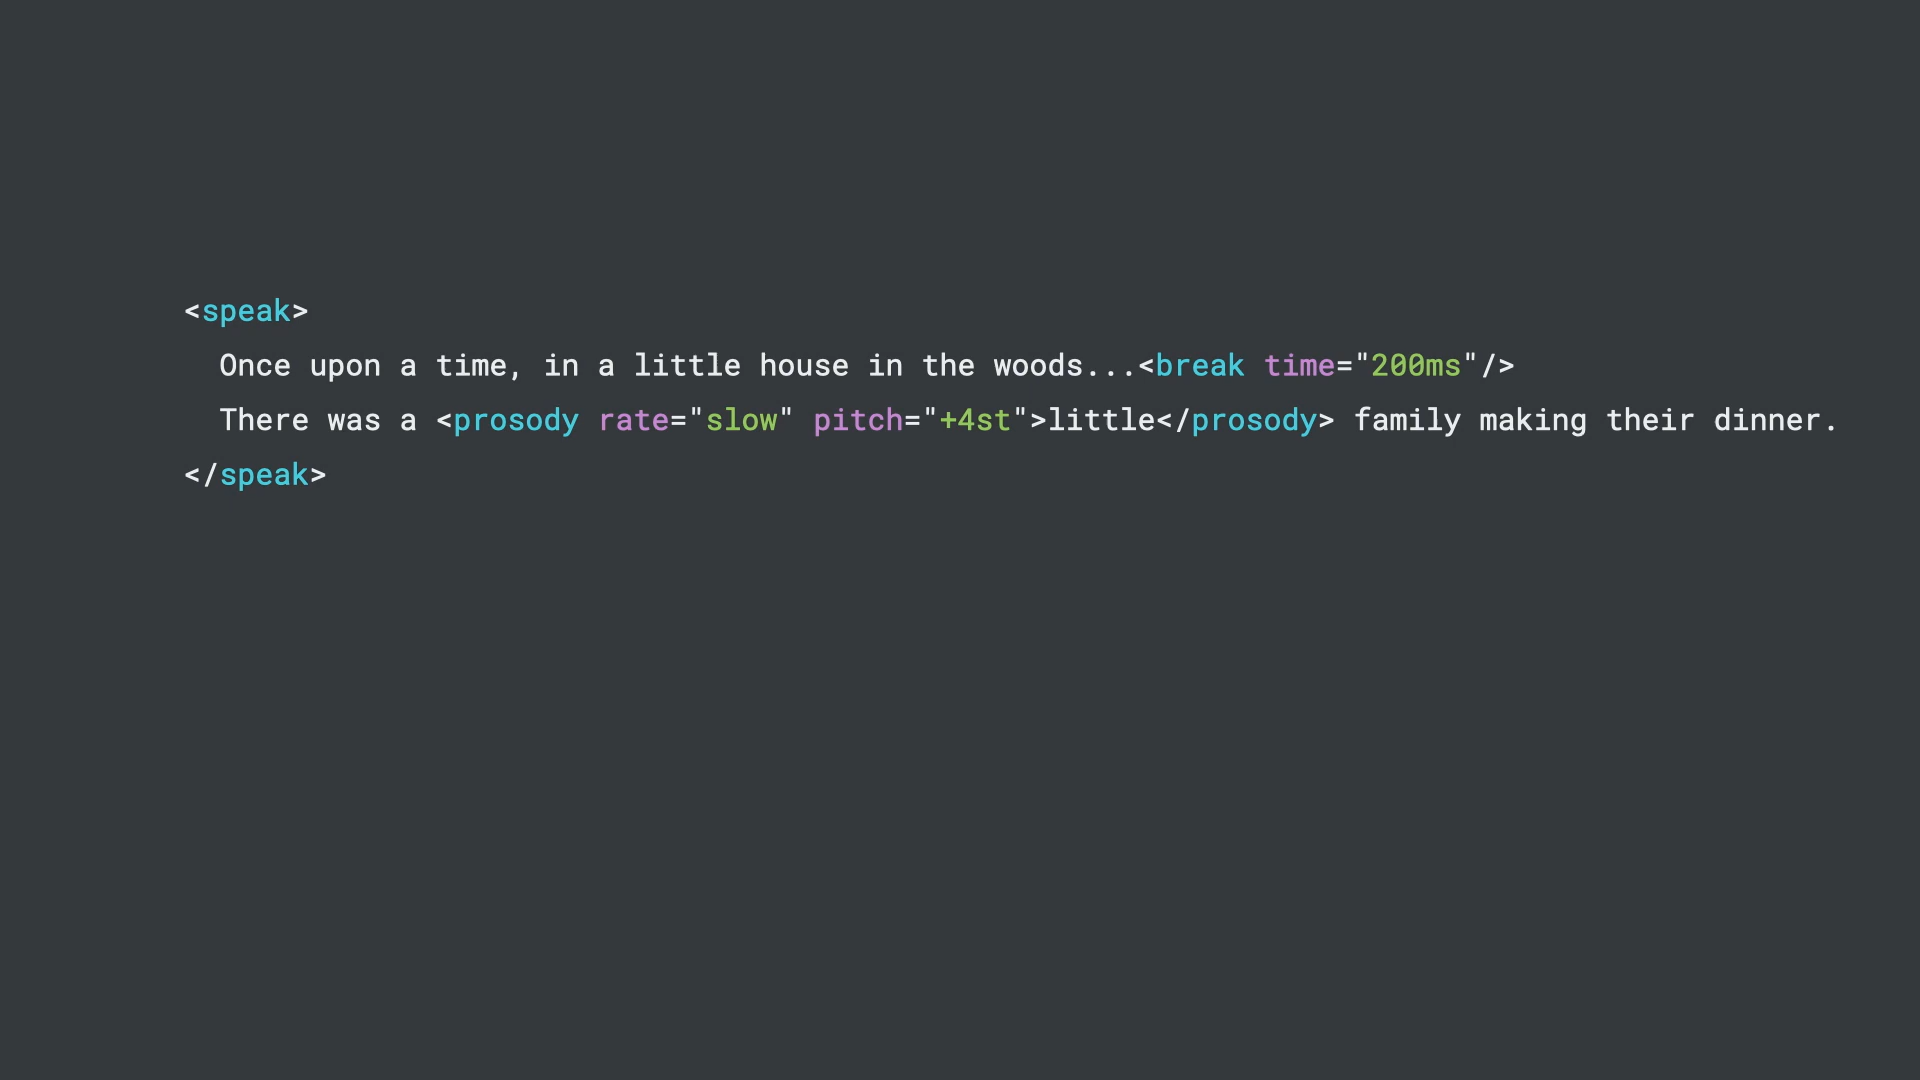 <speak>
Once upon a time, in a little house in the woods...<break time="200ms"/>
There was a <prosody rate="slow" pitch="+4st">little</prosody> family making their dinner.
</speak>